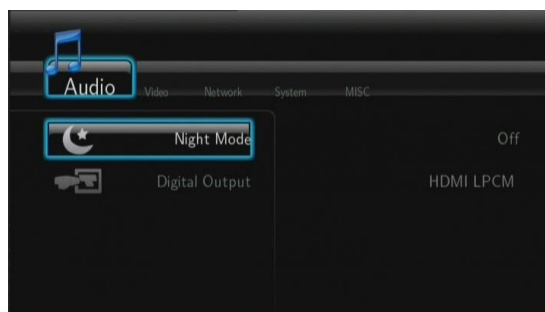 Audio Video Network System MISC
Night Mode Off
Digital Output HDMI LPCM